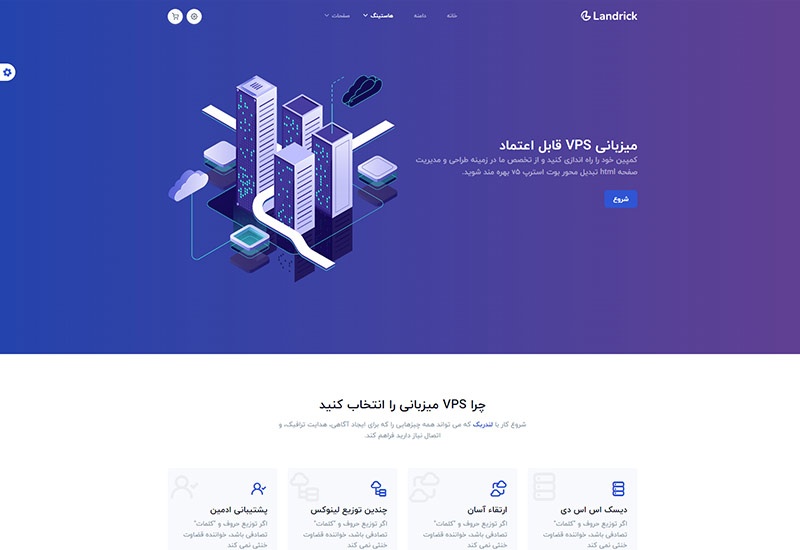 Landrick
خانه
دامنه
هاستینگ
صفحات
میزبانی VPS قابل اعتماد
کمپین خود را راه اندازی کنید و از تخصص ما در زمینه طراحی و مدیریت
صفحه html تبدیل محور بوت استرپ v۵ بهره مند شوید.
شروع
چرا VPS میزبانی را انتخاب کنید
شروع کار با لندریک که می تواند همه چیزهایی را که برای ایجاد آگاهی، هدایت ترافیک، و
اتصال نیاز دارید فراهم کند.
دیسک اس اس دی
اگر توزیع حروف و "کلمات"
تصادفی باشد، خواننده قضاوت
خنثی نمی کند
ارتقاء آسان
اگر توزیع حروف و "کلمات"
تصادفی باشد، خواننده قضاوت
خنثی نمی کند
چندین توزیع لینوکس
اگر توزیع حروف و "کلمات"
تصادفی باشد، خواننده قضاوت
خنثی نمی کند
پشتیبانی ادمین
اگر توزیع حروف و "کلمات"
تصادفی باشد، خواننده قضاوت
خنثی نمی کند